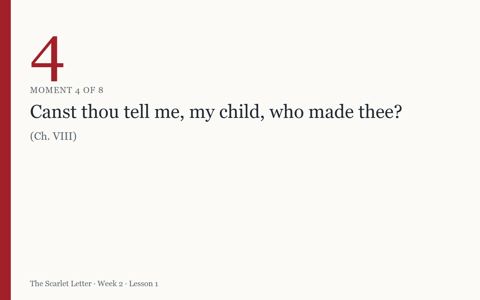 4
MOMENT 4 OF 8
Canst thou tell me, my child, who made thee?
(Ch. VIII)
The Scarlet Letter · Week 2 · Lesson 1